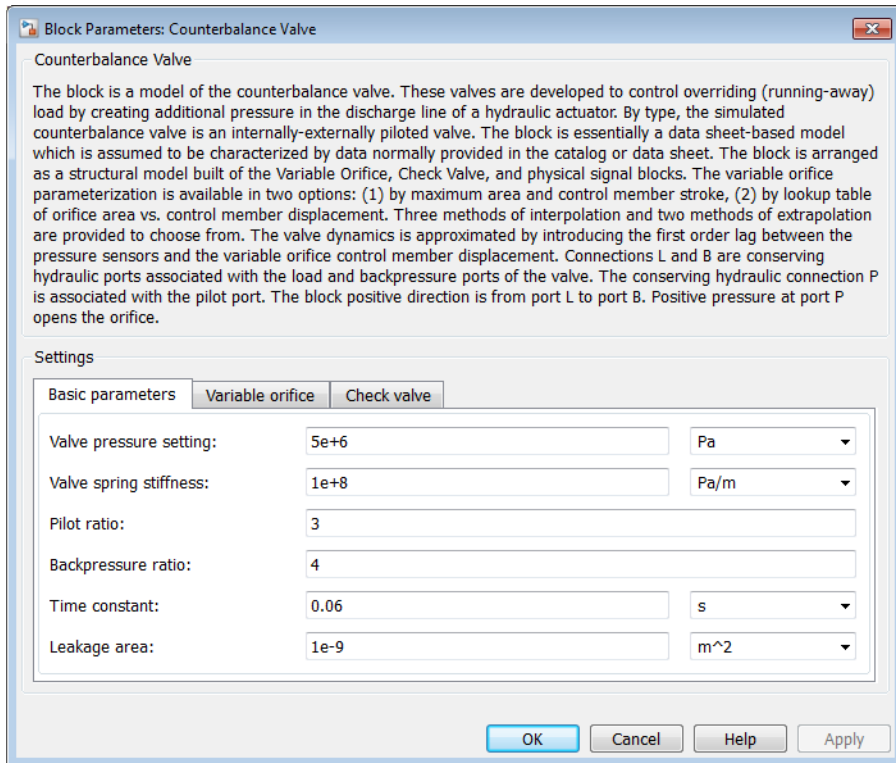 Block Parameters: Counterbalance Valve
Counterbalance Valve
The block is a model of the counterbalance valve. These valves are developed to control overriding (running-away)
load by creating additional pressure in the discharge line of a hydraulic actuator. By type, the simulated
counterbalance valve is an internally-externally piloted valve. The block is essentially a data sheet-based model
which is assumed to be characterized by data normally provided in the catalog or data sheet. The block is arranged
as a structural model built of the Variable Orifice, Check Valve, and physical signal blocks. The variable orifice
parameterization is available in two options: (1) by maximum area and control member stroke, (2) by lookup table
of orifice area vs. control member displacement. Three methods of interpolation and two methods of extrapolation
are provided to choose from. The valve dynamics is approximated by introducing the first order lag between the
pressure sensors and the variable orifice control member displacement. Connections L and B are conserving
hydraulic ports associated with the load and backpressure ports of the valve. The conserving hydraulic connection P
is associated with the pilot port. The block positive direction is from port L to port B. Positive pressure at port P
opens the orifice.
Settings
Basic parameters Variable orifice Check valve
Valve pressure setting: 5e+6 Pa
Valve spring stiffness: 1e+8 Pa/m
Pilot ratio: 3
Backpressure ratio: 4
Time constant: 0.06 s
Leakage area: 1e-9 m^2
OK Cancel Help Apply